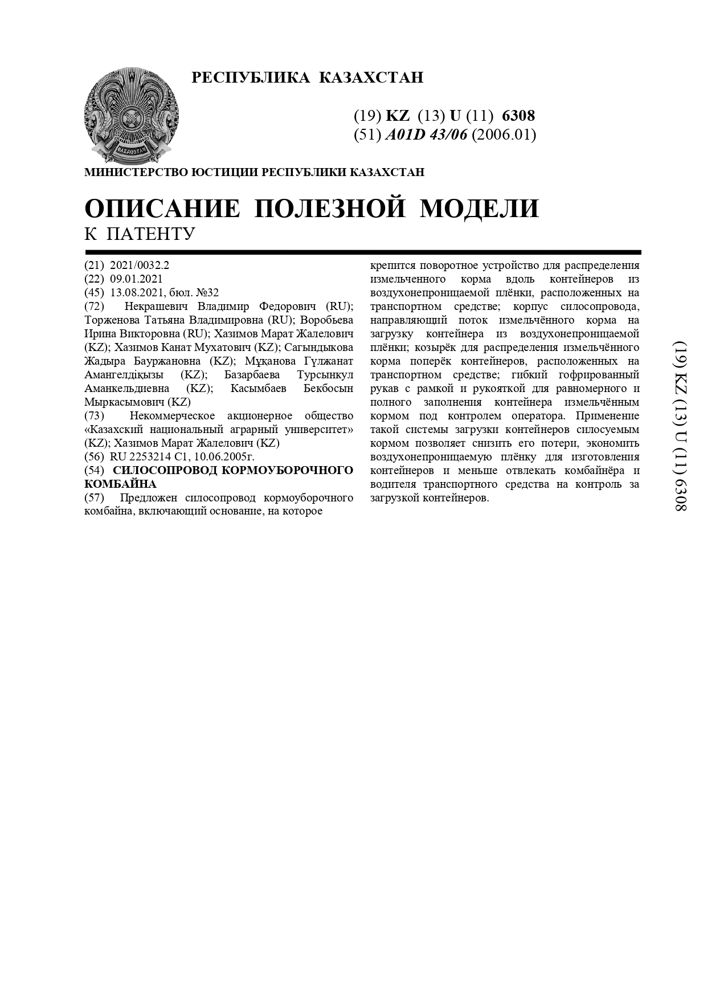 РЕСПУБЛИКА КАЗАХСТАН
(19) KZ (13) U (11) 6308
(51) A01D 43/06 (2006.01)
QAZAQSTAN
МИНИСТЕРСТВО ЮСТИЦИИ РЕСПУБЛИКИ КАЗАХСТАН
ОПИСАНИЕ ПОЛЕЗНОЙ МОДЕЛИ
К ПАТЕНТУ
(21) 2021/0032.2
(22) 09.01.2021
(45) 13.08.2021, бюл. №32
(72) Некрашевич Владимир Федорович (RU);
Торженова Татьяна Владимировна (RU); Воробьева
Ирина Викторовна (RU); Хазимов Марат Жалелович
(KZ); Хазимов Канат Мухатович (KZ); Сагындыкова
Жадыра Бауржановна (KZ); Мұқанова Гүлжанат
Амангелдіқызы (KZ); Базарбаева Турсынкул
Аманкельдиевна (KZ); Касымбаев Бекбосын
Мыркасымович (KZ)
(73) Некоммерческое акционерное общество
«Казахский национальный аграрный университет»
(KZ); Хазимов Марат Жалелович (KZ)
(56) RU 2253214 C1, 10.06.2005г.
(54) СИЛОСОПРОВОД КОРМОУБОРОЧНОГО
КОМБАЙНА
(57) Предложен силосопровод кормоуборочного
комбайна, включающий основание, на которое
крепится поворотное устройство для распределения
измельченного корма вдоль контейнеров из
воздухонепроницаемой плёнки, расположенных на
транспортном средстве; корпус силосопровода,
направляющий поток измельчённого корма на
загрузку контейнера из воздухонепроницаемой
плёнки; козырёк для распределения измельчённого
корма поперёк контейнеров, расположенных на
транспортном средстве; гибкий гофрированный
рукав с рамкой и рукояткой для равномерного и
полного заполнения контейнера измельчённым
кормом под контролем оператора. Применение
такой системы загрузки контейнеров силосуемым
кормом позволяет снизить его потери, экономить
воздухонепроницаемую плёнку для изготовления
контейнеров и меньше отвлекать комбайнёра и
водителя транспортного средства на контроль за
загрузкой контейнеров.
(19) KZ (13) U (11) 6308